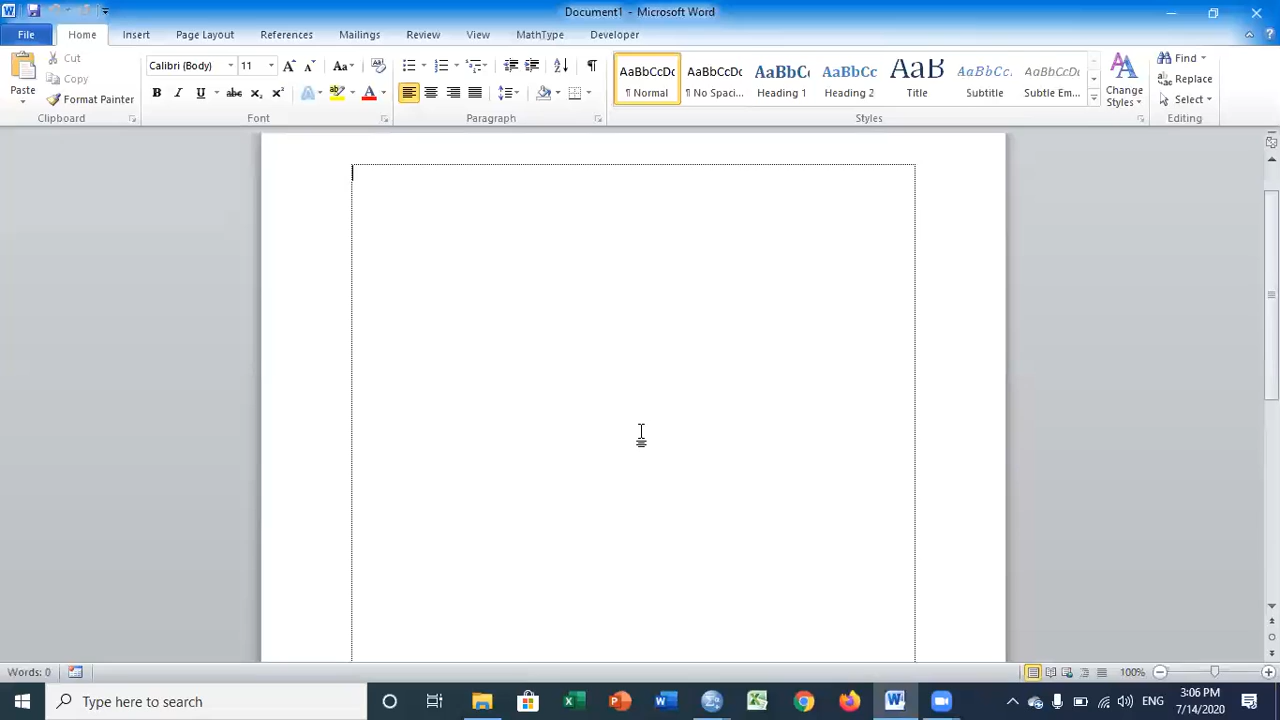 Document1 - Microsoft Word
File Home Insert Page Layout References Mailings Review View MathType Developer
Paste
Cut
Copy
Format Painter
Clipboard
Calibri (Body) 11
Font
Paragraph
AaBbCcDc AaBbCcDc AaBbC AaBbCc AaB AaBbCc. AaBbCcDc
¶ Normal ¶ No Spaci... Heading 1 Heading 2 Title Subtitle Subtle Em...
Change
Styles
Styles
Find
Replace
Select
Editing
Words: 0 100%
Type here to search
ENG
3:06 PM
7/14/2020